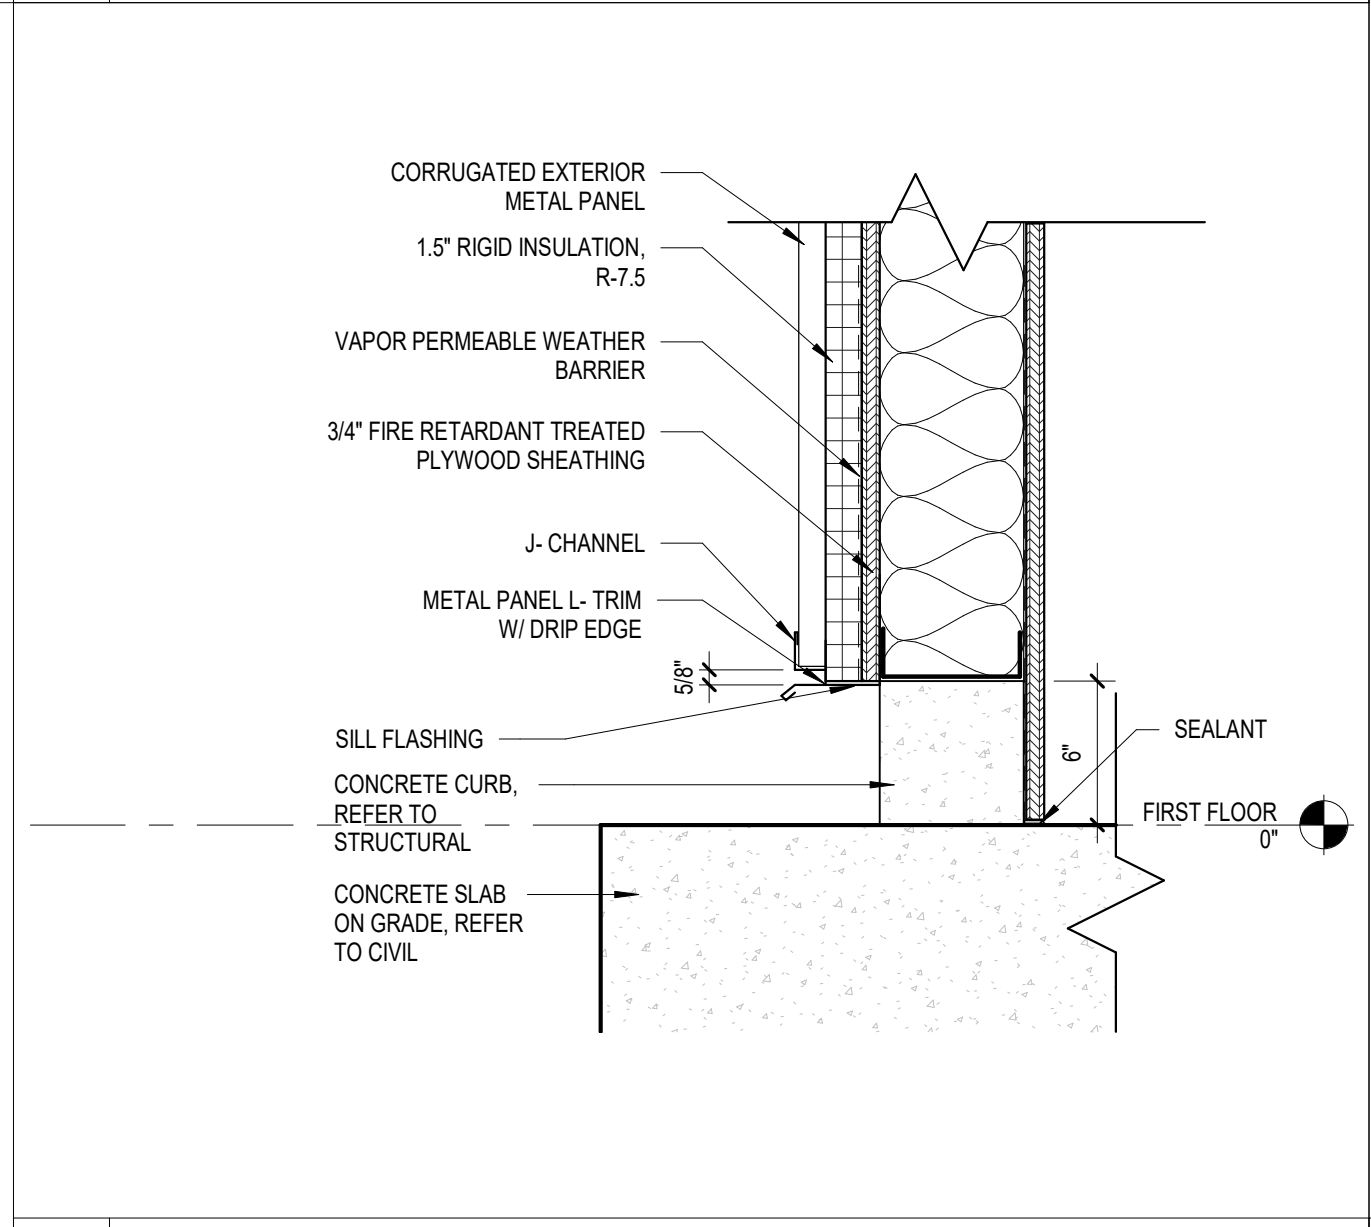 CORRUGATED EXTERIOR
METAL PANEL
1.5" RIGID INSULATION,
R-7.5
VAPOR PERMEABLE WEATHER
BARRIER
3/4" FIRE RETARDANT TREATED
PLYWOOD SHEATHING
J- CHANNEL
METAL PANEL L- TRIM
W/ DRIP EDGE
5/8"
SILL FLASHING
CONCRETE CURB,
REFER TO
STRUCTURAL
CONCRETE SLAB
ON GRADE, REFER
TO CIVIL
6"
SEALANT
FIRST FLOOR
0"